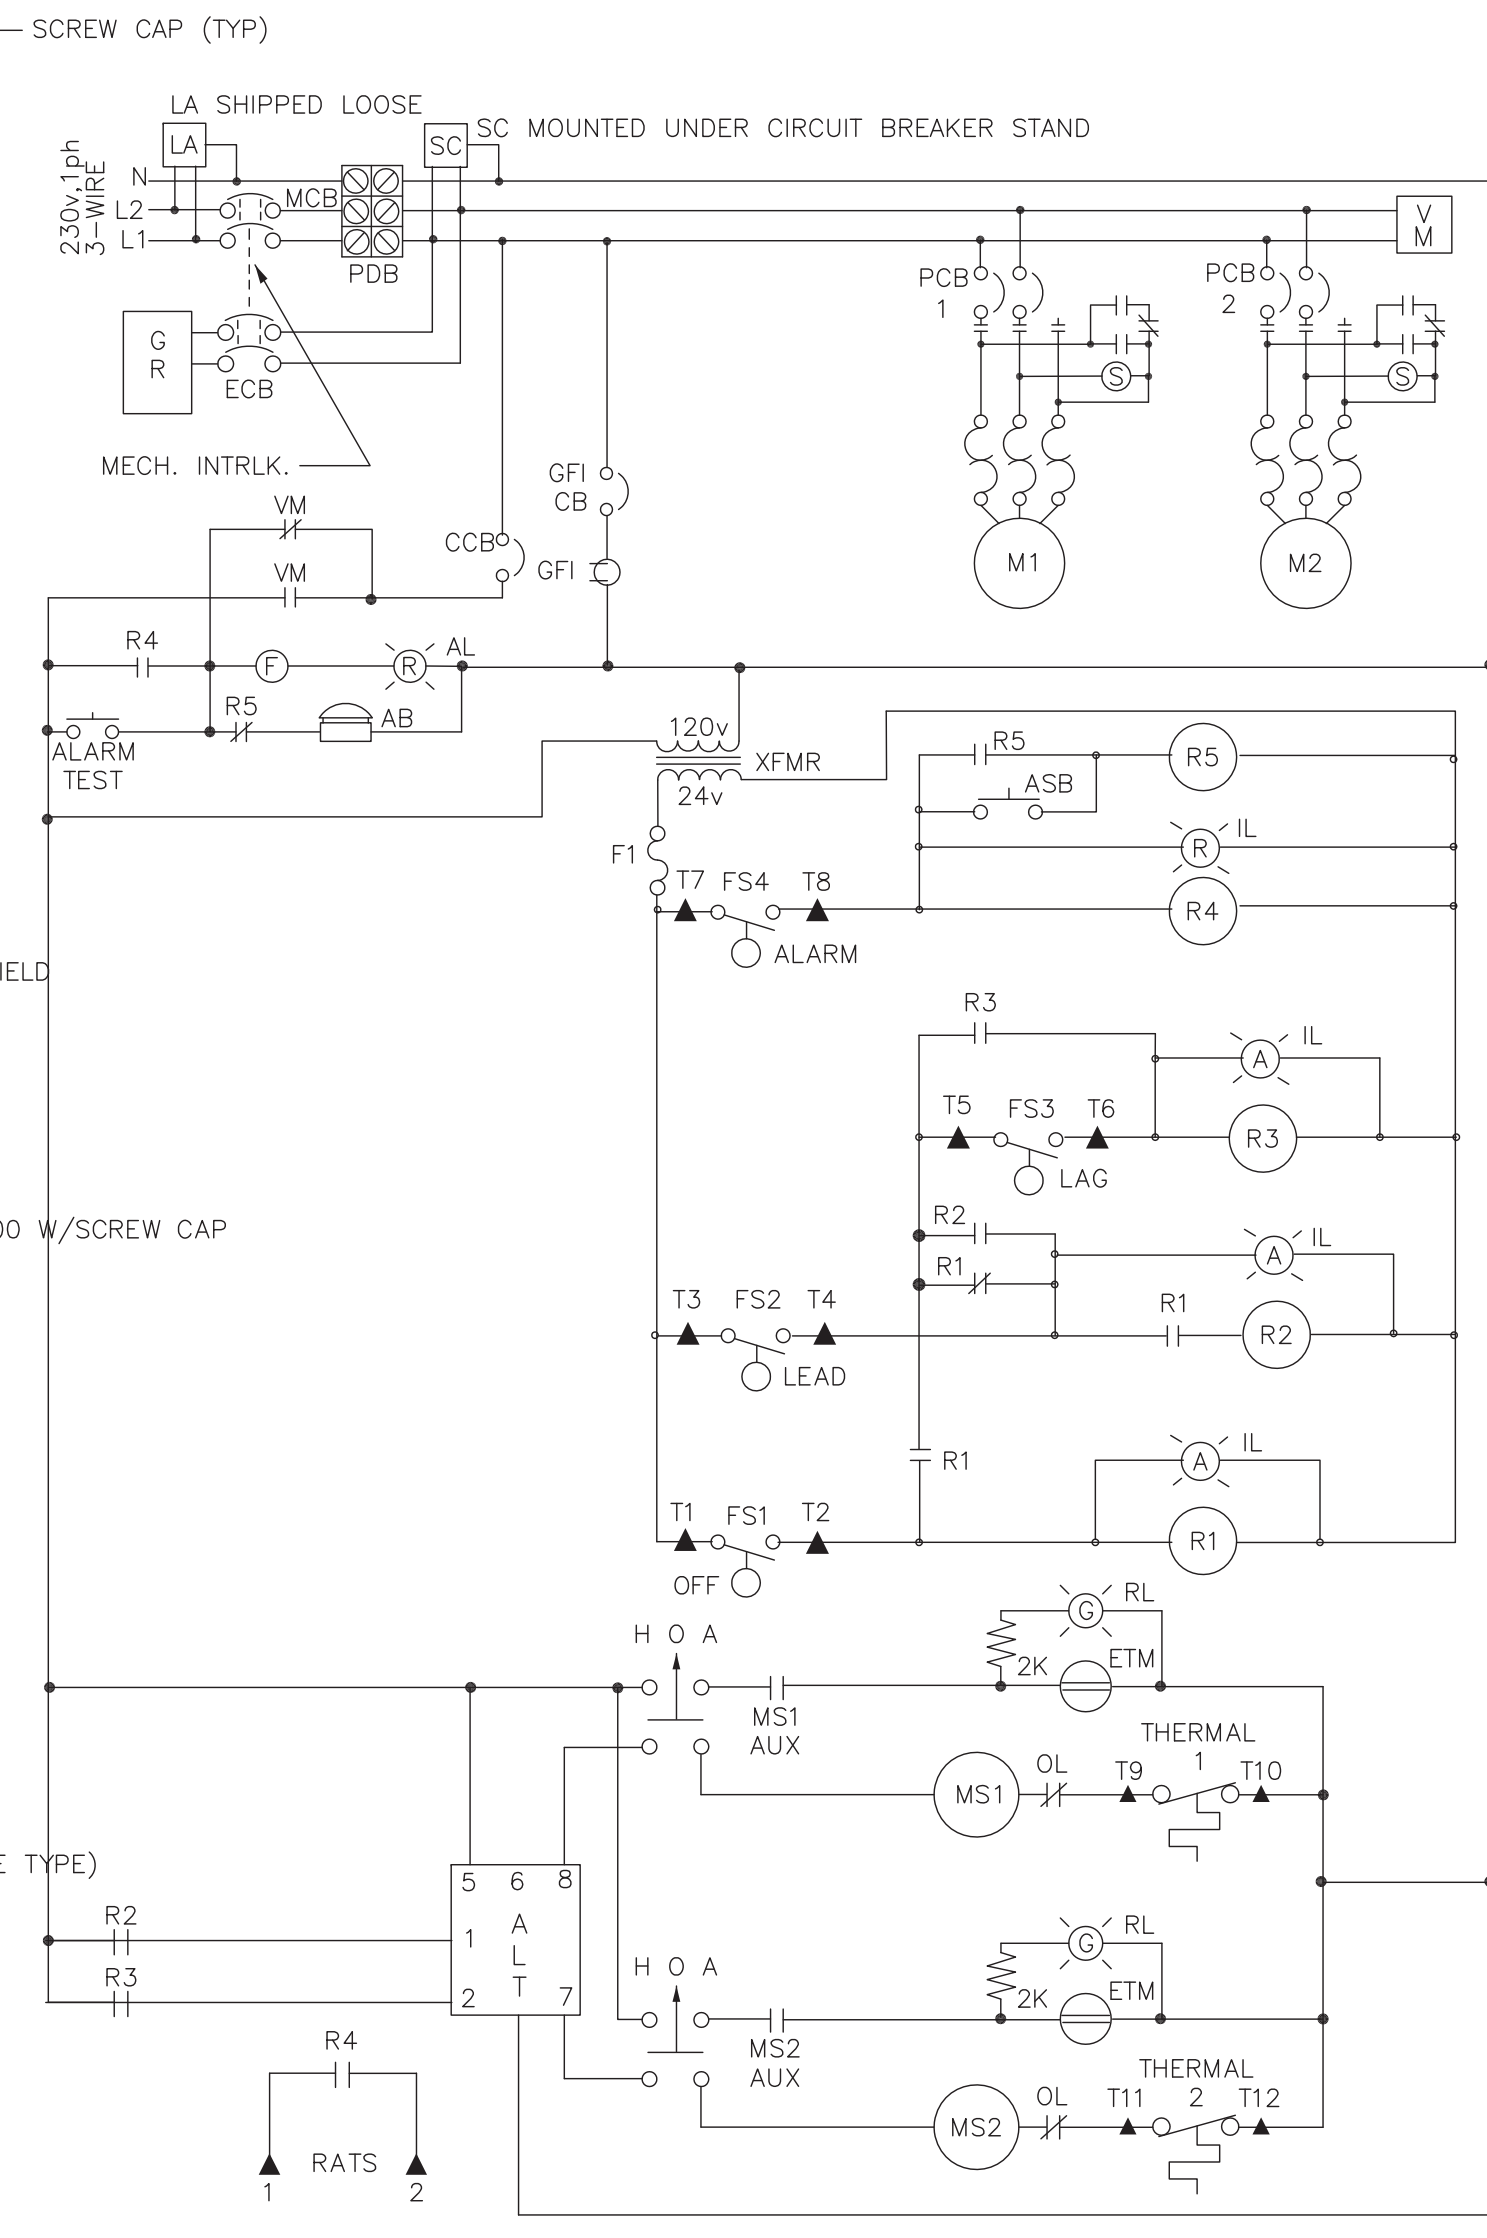 SCREW CAP (TYP)
LA SHIPPED LOOSE
LA
SC
SC MOUNTED UNDER CIRCUIT BREAKER STAND
230v,1ph
3-WIRE
N
L2
L1
MCB
PDB
V
M
G
R
ECB
MECH. INTRLK.
PCB
1
S
M1
PCB
2
S
M2
GFI
CB
CCB
GFI
VM
VM
R4
F
R
AL
R5
AB
ALARM
TEST
120v
XFMR
24v
F1
R5
R5
ASB
R
IL
T7
FS4
T8
R4
ALARM
IELD
R3
A
IL
T5
FS3
T6
R3
LAG
00 W/SCREW CAP
R2
R1
A
IL
T3
FS2
T4
R1
R2
LEAD
R1
A
IL
T1
FS1
T2
R1
OFF
H O A
G
RL
2K
ETM
MS1
AUX
THERMAL
1
MS1
OL
T9
T10
E TYPE)
5 6 8
A
L
T
1
2
7
R2
R3
H O A
G
RL
2K
ETM
MS2
AUX
THERMAL
2
MS2
OL
T11
T12
R4
RATS
1
2